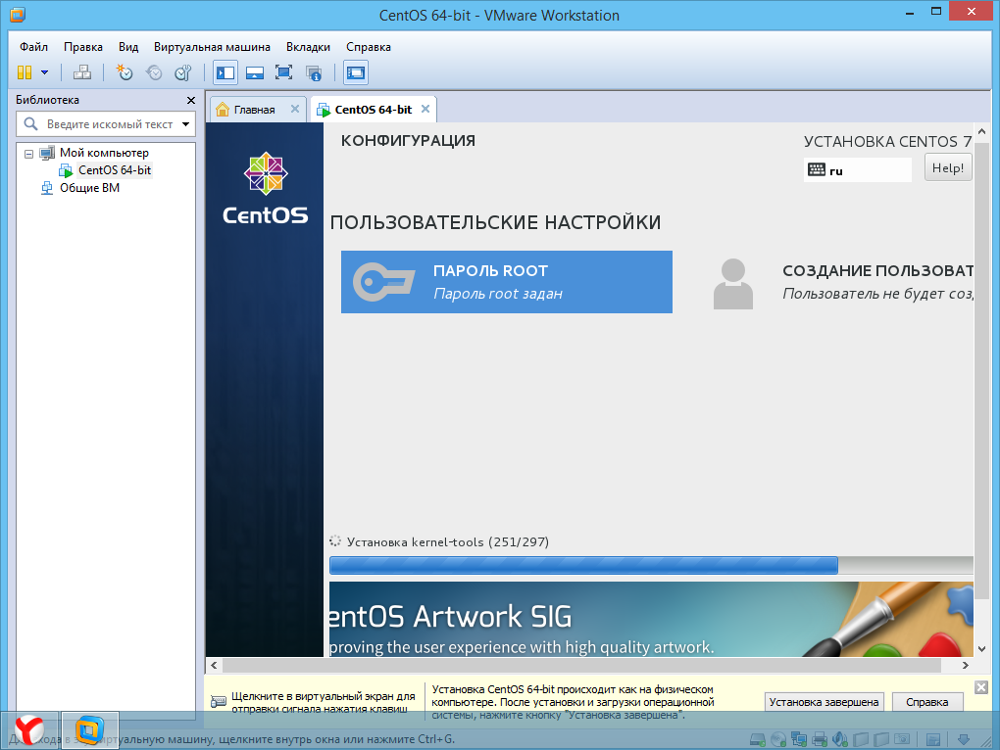 CentOS 64-bit - VMware Workstation
Файл Правка Вид Виртуальная машина Вкладки Справка
Библиотека
Введите искомый текст
Мой компьютер
CentOS 64-bit
Общие ВМ
Главная
CentOS 64-bit
CentOS
КОНФИГУРАЦИЯ
УСТАНОВКА CENTOS 7
ru
Help!
ПОЛЬЗОВАТЕЛЬСКИЕ НАСТРОЙКИ
ПАРОЛЬ ROOT
Пароль root задан
СОЗДАНИЕ ПОЛЬЗОВАТ
Пользователь не будет соз
Установка kernel-tools (251/297)
entOS Artwork SIG
proving the user experience with high quality artwork.
Щелкните в виртуальный экран для
отправки сигнала нажатия клавиш
Установка CentOS 64-bit происходит как на физическом
компьютере. После установки и загрузки операционной
системы, нажмите кнопку "Установка завершена".
Установка завершена
Справка
виртуальную машину, щелкните внутрь окна или нажмите Ctrl+G.